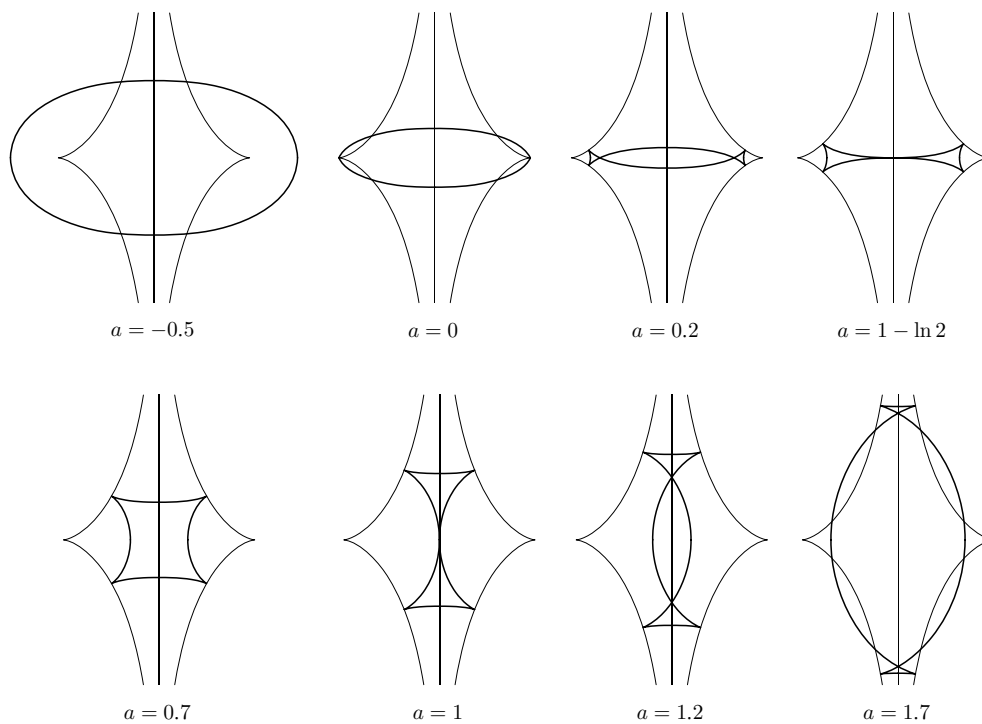 a = −0.5
a = 0
a = 0.2
a = 1 − ln 2
a = 0.7
a = 1
a = 1.2
a = 1.7